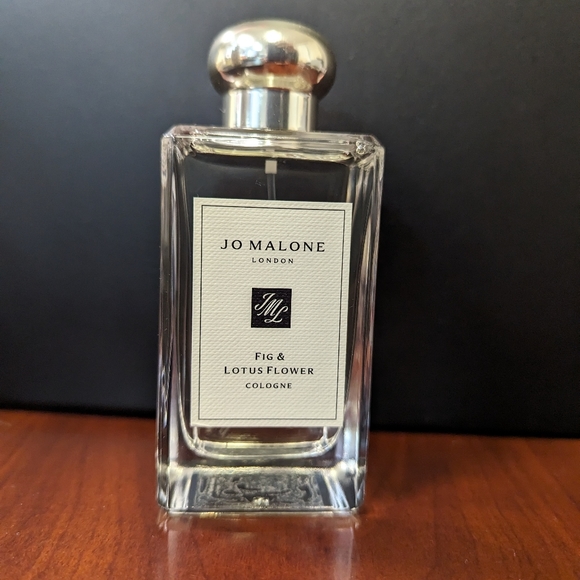 JO MALONE
LONDON
JML
FIG &
LOTUS FLOWER
COLOGNE